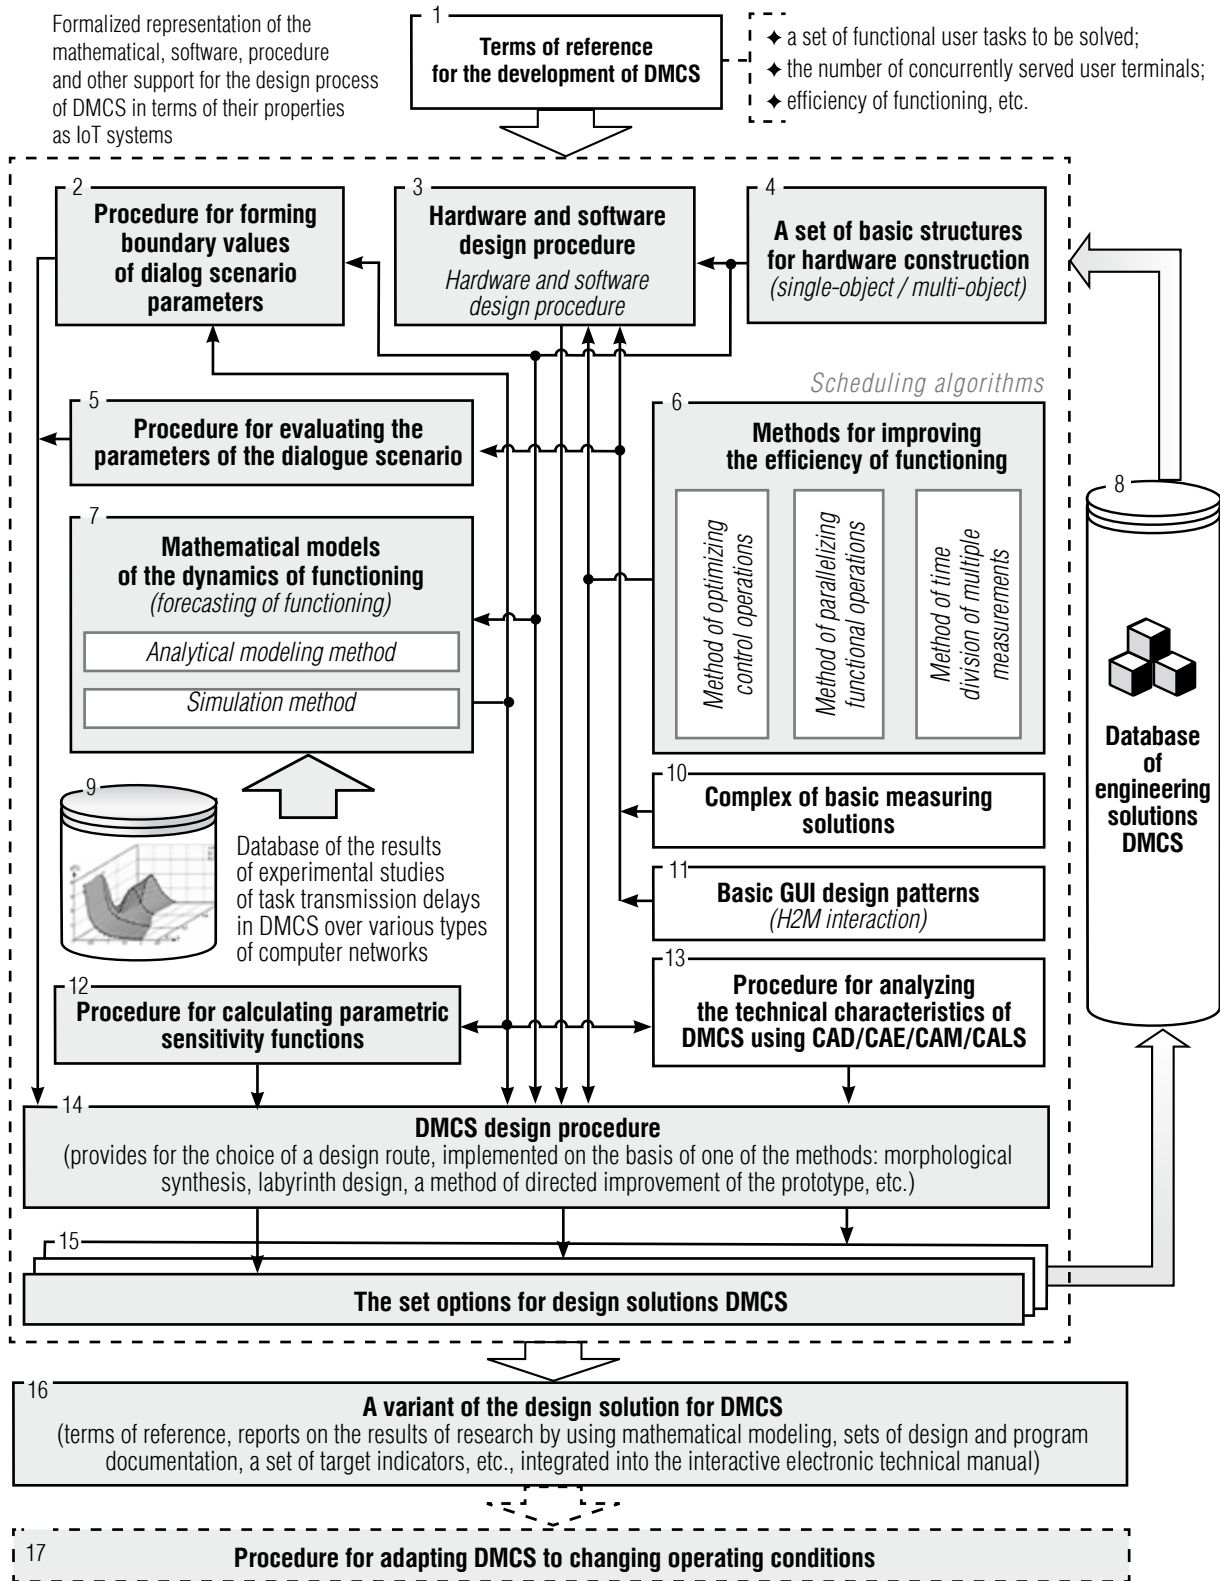 Formalized representation of the
mathematical, software, procedure
and other support for the design process
of DMCS in terms of their properties
as IoT systems
1
Terms of reference
for the development of DMCS
✦ a set of functional user tasks to be solved;
✦ the number of concurrently served user terminals;
✦ efficiency of functioning, etc.
2
Procedure for forming
boundary values
of dialog scenario
parameters
3
Hardware and software
design procedure
Hardware and software
design procedure
4
A set of basic structures
for hardware construction
(single-object / multi-object)
5
Procedure for evaluating the
parameters of the dialogue scenario
Scheduling algorithms
6
Methods for improving
the efficiency of functioning
Method of optimizing
control operations
Method of parallelizing
functional operations
Method of time
division of multiple
measurements
7
Mathematical models
of the dynamics of functioning
(forecasting of functioning)
Analytical modeling method
Simulation method
8
Database
of
engineering
solutions
DMCS
9
Database of the results
of experimental studies
of task transmission delays
in DMCS over various types
of computer networks
10
Complex of basic measuring
solutions
11
Basic GUI design patterns
(H2M interaction)
12
Procedure for calculating parametric
sensitivity functions
13
Procedure for analyzing
the technical characteristics of
DMCS using CAD/CAE/CAM/CALS
14
DMCS design procedure
(provides for the choice of a design route, implemented on the basis of one of the methods: morphological
synthesis, labyrinth design, a method of directed improvement of the prototype, etc.)
15
The set options for design solutions DMCS
16
A variant of the design solution for DMCS
(terms of reference, reports on the results of research by using mathematical modeling, sets of design and program
documentation, a set of target indicators, etc., integrated into the interactive electronic technical manual)
17
Procedure for adapting DMCS to changing operating conditions